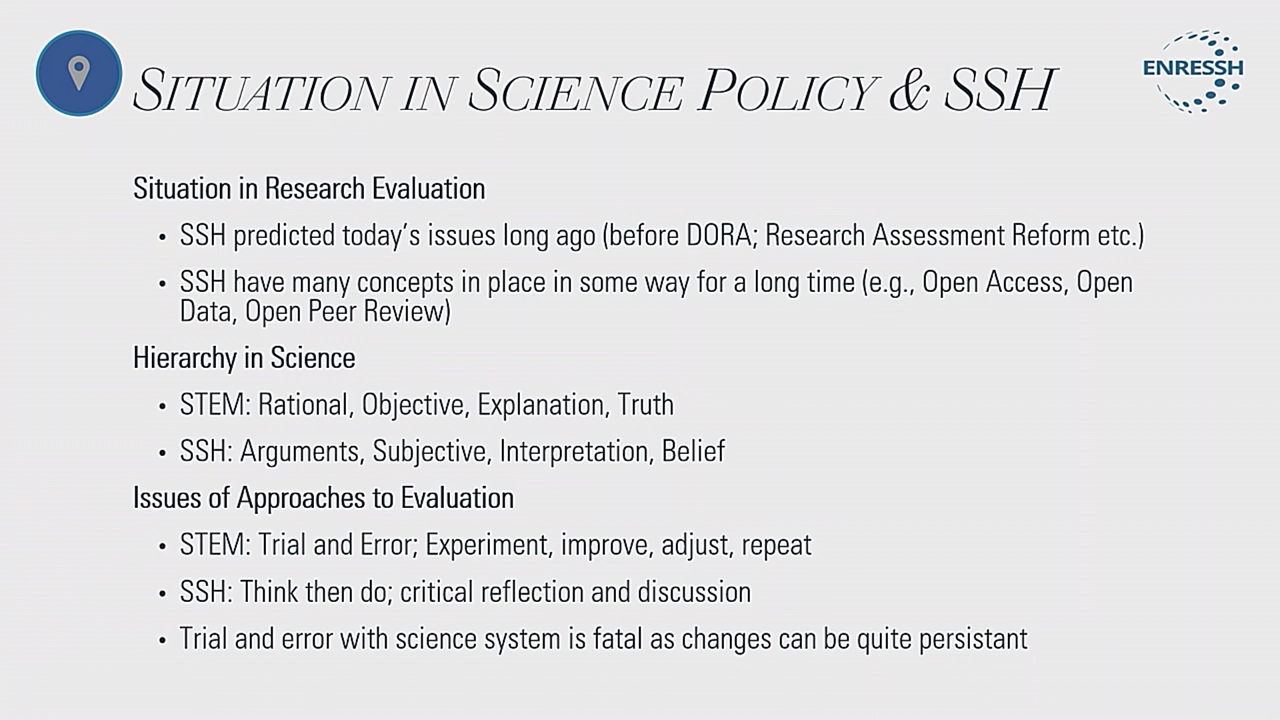 SITUATION IN SCIENCE POLICY & SSH
ENRESSH
Situation in Research Evaluation
• SSH predicted today's issues long ago (before DORA; Research Assessment Reform etc.)
• SSH have many concepts in place in some way for a long time (e.g., Open Access, Open
Data, Open Peer Review)
Hierarchy in Science
• STEM: Rational, Objective, Explanation, Truth
• SSH: Arguments, Subjective, Interpretation, Belief
Issues of Approaches to Evaluation
• STEM: Trial and Error; Experiment, improve, adjust, repeat
• SSH: Think then do; critical reflection and discussion
• Trial and error with science system is fatal as changes can be quite persistant